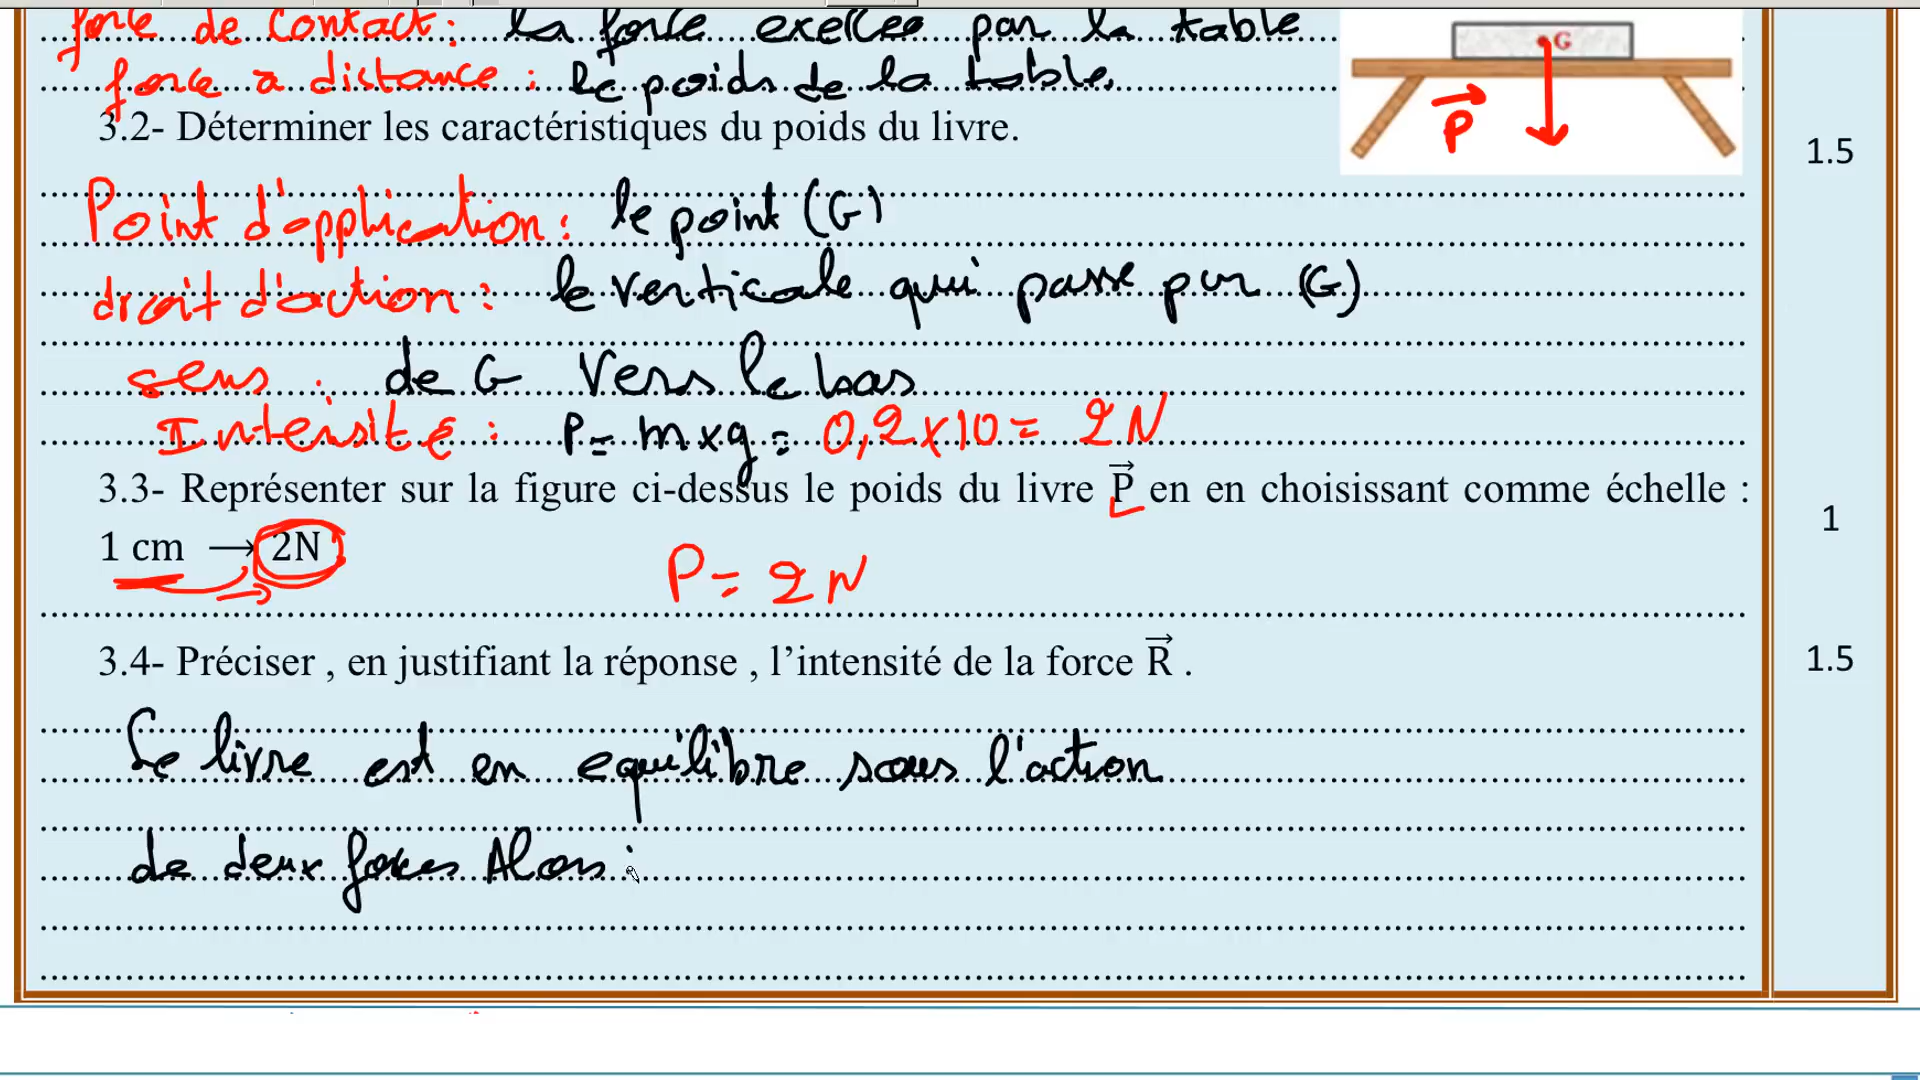 force de contact : la force exercée par la table
force a distance : le poids de la table.
G
P
3.2- Déterminer les caractéristiques du poids du livre.
1.5
Point d'application : le point (G)
droit d'action : le verticale qui passe par (G)
sens : de G vers le bas
Intensité : P = m x g = 0,2 x 10 = 2 N
3.3- Représenter sur la figure ci-dessus le poids du livre P⃗ en en choisissant comme échelle :
1 cm ⟶ 2N
1
P = 2 N
3.4- Préciser , en justifiant la réponse , l'intensité de la force R⃗ .
1.5
Le livre est en equilibre sous l'action
de deux forces Alors :